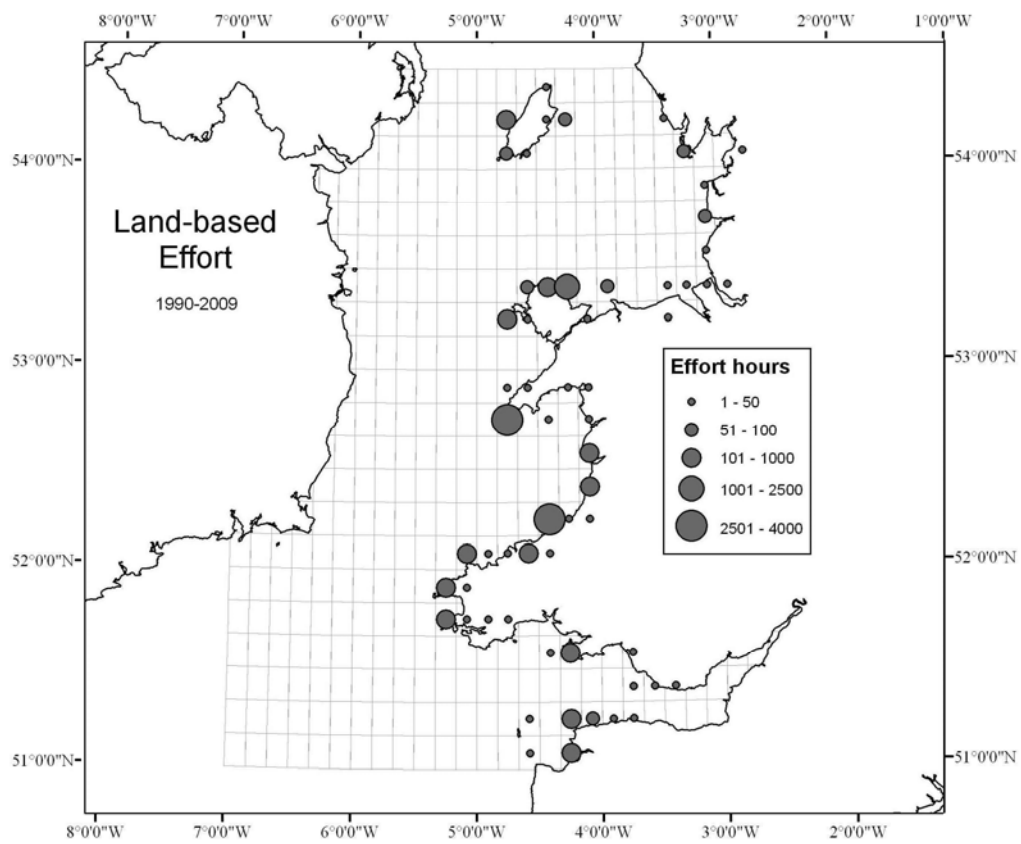 8°0'0"W 7°0'0"W 6°0'0"W 5°0'0"W 4°0'0"W 3°0'0"W 2°0'0"W 1°0'0"W
54°0'0"N 54°0'0"N
Land-based
Effort
1990-2009
53°0'0"N 53°0'0"N
Effort hours
1 - 50
51 - 100
101 - 1000
1001 - 2500
2501 - 4000
52°0'0"N 52°0'0"N
51°0'0"N 51°0'0"N
8°0'0"W 7°0'0"W 6°0'0"W 5°0'0"W 4°0'0"W 3°0'0"W 2°0'0"W